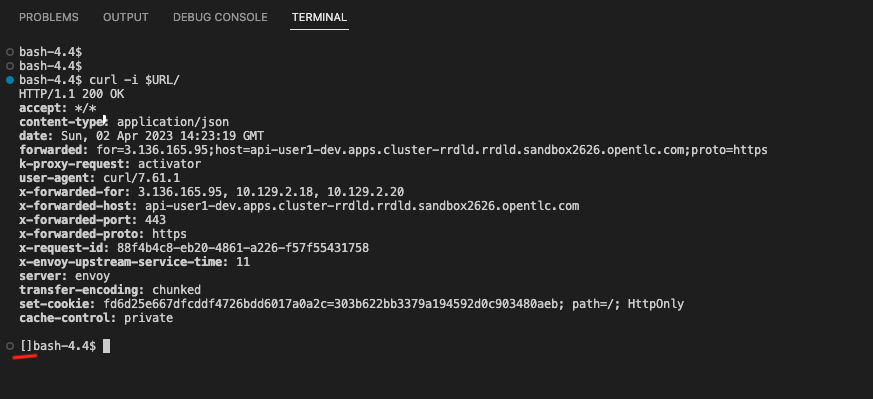 PROBLEMS OUTPUT DEBUG CONSOLE TERMINAL
bash-4.4$
bash-4.4$
bash-4.4$ curl -i $URL/
HTTP/1.1 200 OK
accept: */*
content-type: application/json
date: Sun, 02 Apr 2023 14:23:19 GMT
forwarded: for=3.136.165.95;host=api-user1-dev.apps.cluster-rrdld.rrdld.sandbox2626.opentlc.com;proto=https
k-proxy-request: activator
user-agent: curl/7.61.1
x-forwarded-for: 3.136.165.95, 10.129.2.18, 10.129.2.20
x-forwarded-host: api-user1-dev.apps.cluster-rrdld.rrdld.sandbox2626.opentlc.com
x-forwarded-port: 443
x-forwarded-proto: https
x-request-id: 88f4b4c8-eb20-4861-a226-f57f55431758
x-envoy-upstream-service-time: 11
server: envoy
transfer-encoding: chunked
set-cookie: fd6d25e667dfcddf4726bdd6017a0a2c=303b622bb3379a194592d0c903480aeb; path=/; HttpOnly
cache-control: private
[]bash-4.4$